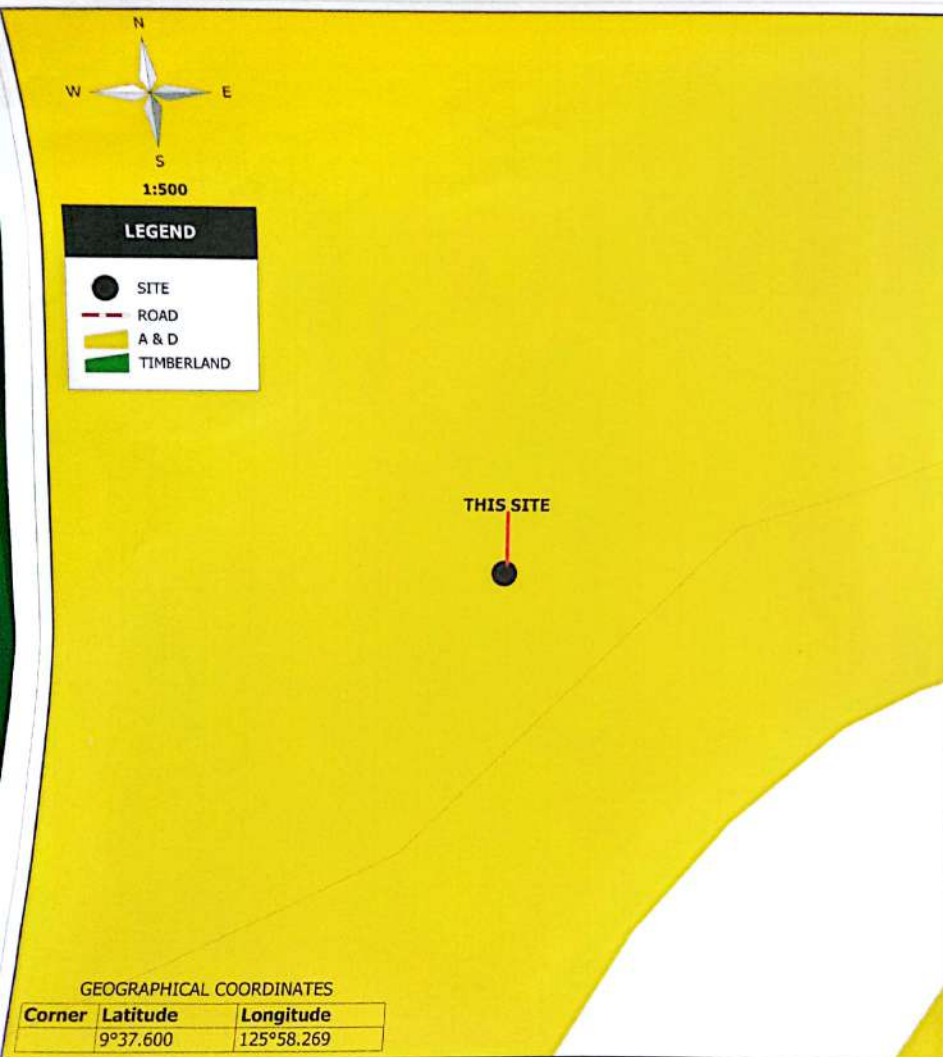 N
W E
S
1:500
LEGEND
SITE
ROAD
A & D
TIMBERLAND
THIS SITE
GEOGRAPHICAL COORDINATES
Corner Latitude Longitude
9°37.600 125°58.269